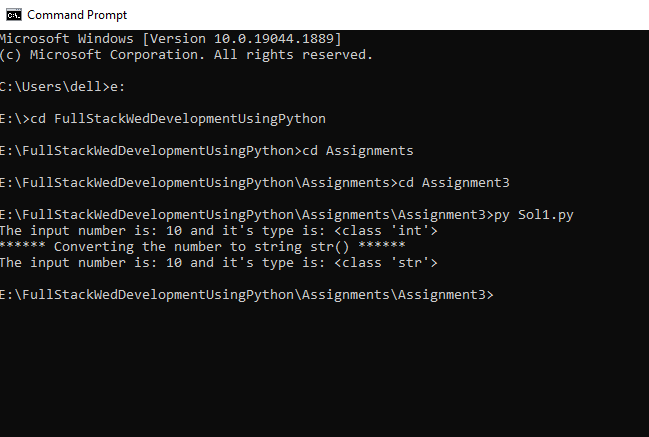 Command Prompt
Microsoft Windows [Version 10.0.19044.1889]
(c) Microsoft Corporation. All rights reserved.
C:\Users\dell>e:
E:\>cd FullStackWedDevelopmentUsingPython
E:\FullStackWedDevelopmentUsingPython>cd Assignments
E:\FullStackWedDevelopmentUsingPython\Assignments>cd Assignment3
E:\FullStackWedDevelopmentUsingPython\Assignments\Assignment3>py Sol1.py
The input number is: 10 and it's type is: <class 'int'>
****** Converting the number to string str() ******
The input number is: 10 and it's type is: <class 'str'>
E:\FullStackWedDevelopmentUsingPython\Assignments\Assignment3>